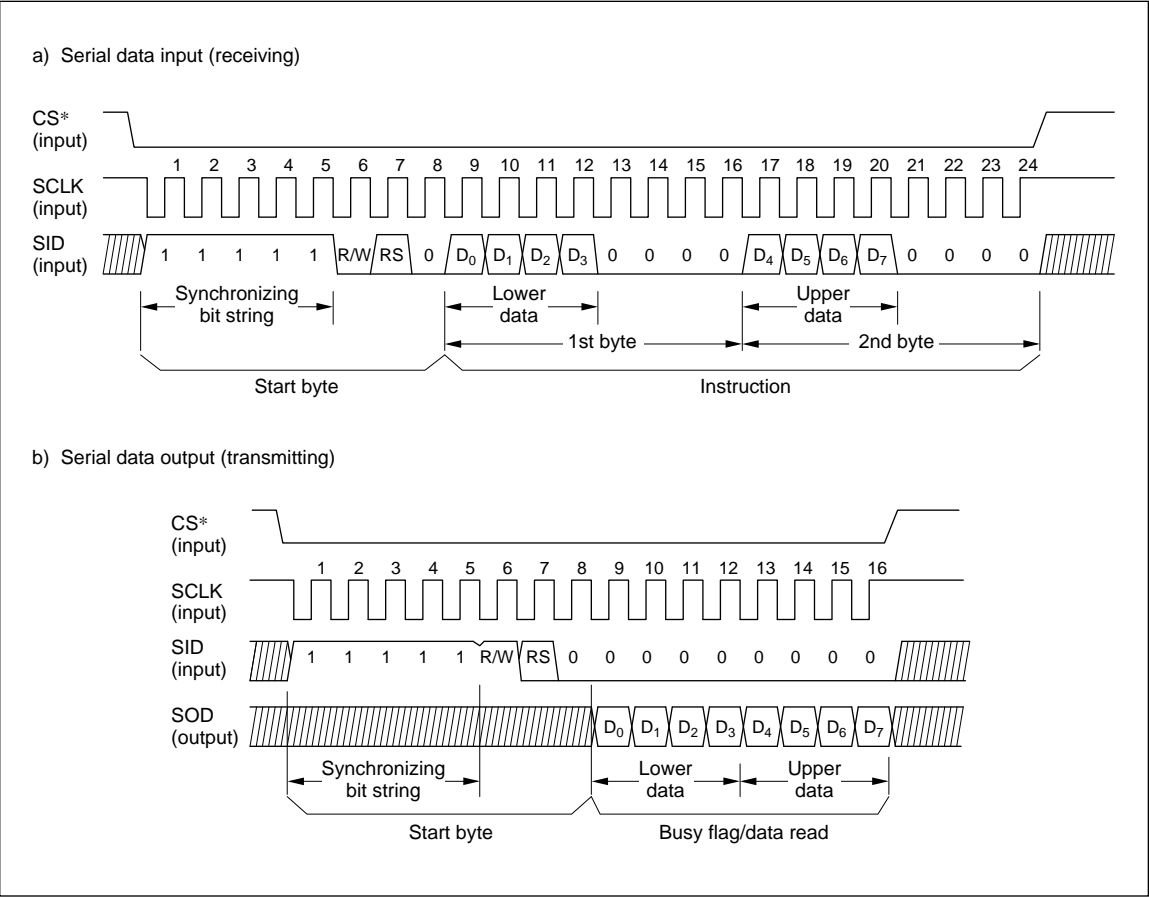 a) Serial data input (receiving)
CS*
(input)
1 2 3 4 5 6 7 8 9 10 11 12 13 14 15 16 17 18 19 20 21 22 23 24
SCLK
(input)
SID
(input)
1 1 1 1 1 R/W RS 0 D0 D1 D2 D3 0 0 0 0 D4 D5 D6 D7 0 0 0 0
Synchronizing
bit string
Lower
data
Upper
data
1st byte
2nd byte
Start byte
Instruction
b) Serial data output (transmitting)
CS*
(input)
1 2 3 4 5 6 7 8 9 10 11 12 13 14 15 16
SCLK
(input)
SID
(input)
1 1 1 1 1 R/W RS 0 0 0 0 0 0 0 0 0
SOD
(output)
D0 D1 D2 D3 D4 D5 D6 D7
Synchronizing
bit string
Lower
data
Upper
data
Start byte
Busy flag/data read